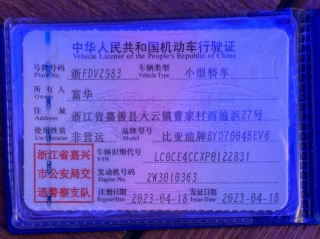 中华人民共和国机动车行驶证
Vehicle License of the People's Republic of China
号牌号码 浙FDV2983 车辆类型 小型轿车
Plate No. Vehicle Type
所有人 富华
Owner
住址 浙江省嘉善县大云镇曹家村西施浜27号
Address
使用性质 非营运 品牌型号 比亚迪牌BYD7004BEV6
Use Character Model
浙江省嘉兴
市公安局交
通警察支队
车辆识别代号 LC0CE4CCXP0122831
VIN
发动机号码 2W3010363
Engine No.
注册日期 2023-04-18 发证日期 2023-04-18
Register Date Issue Date